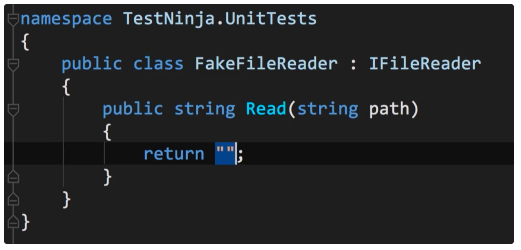 namespace TestNinja.UnitTests
{
    public class FakeFileReader : IFileReader
    {
        public string Read(string path)
        {
            return "";
        }
    }
}